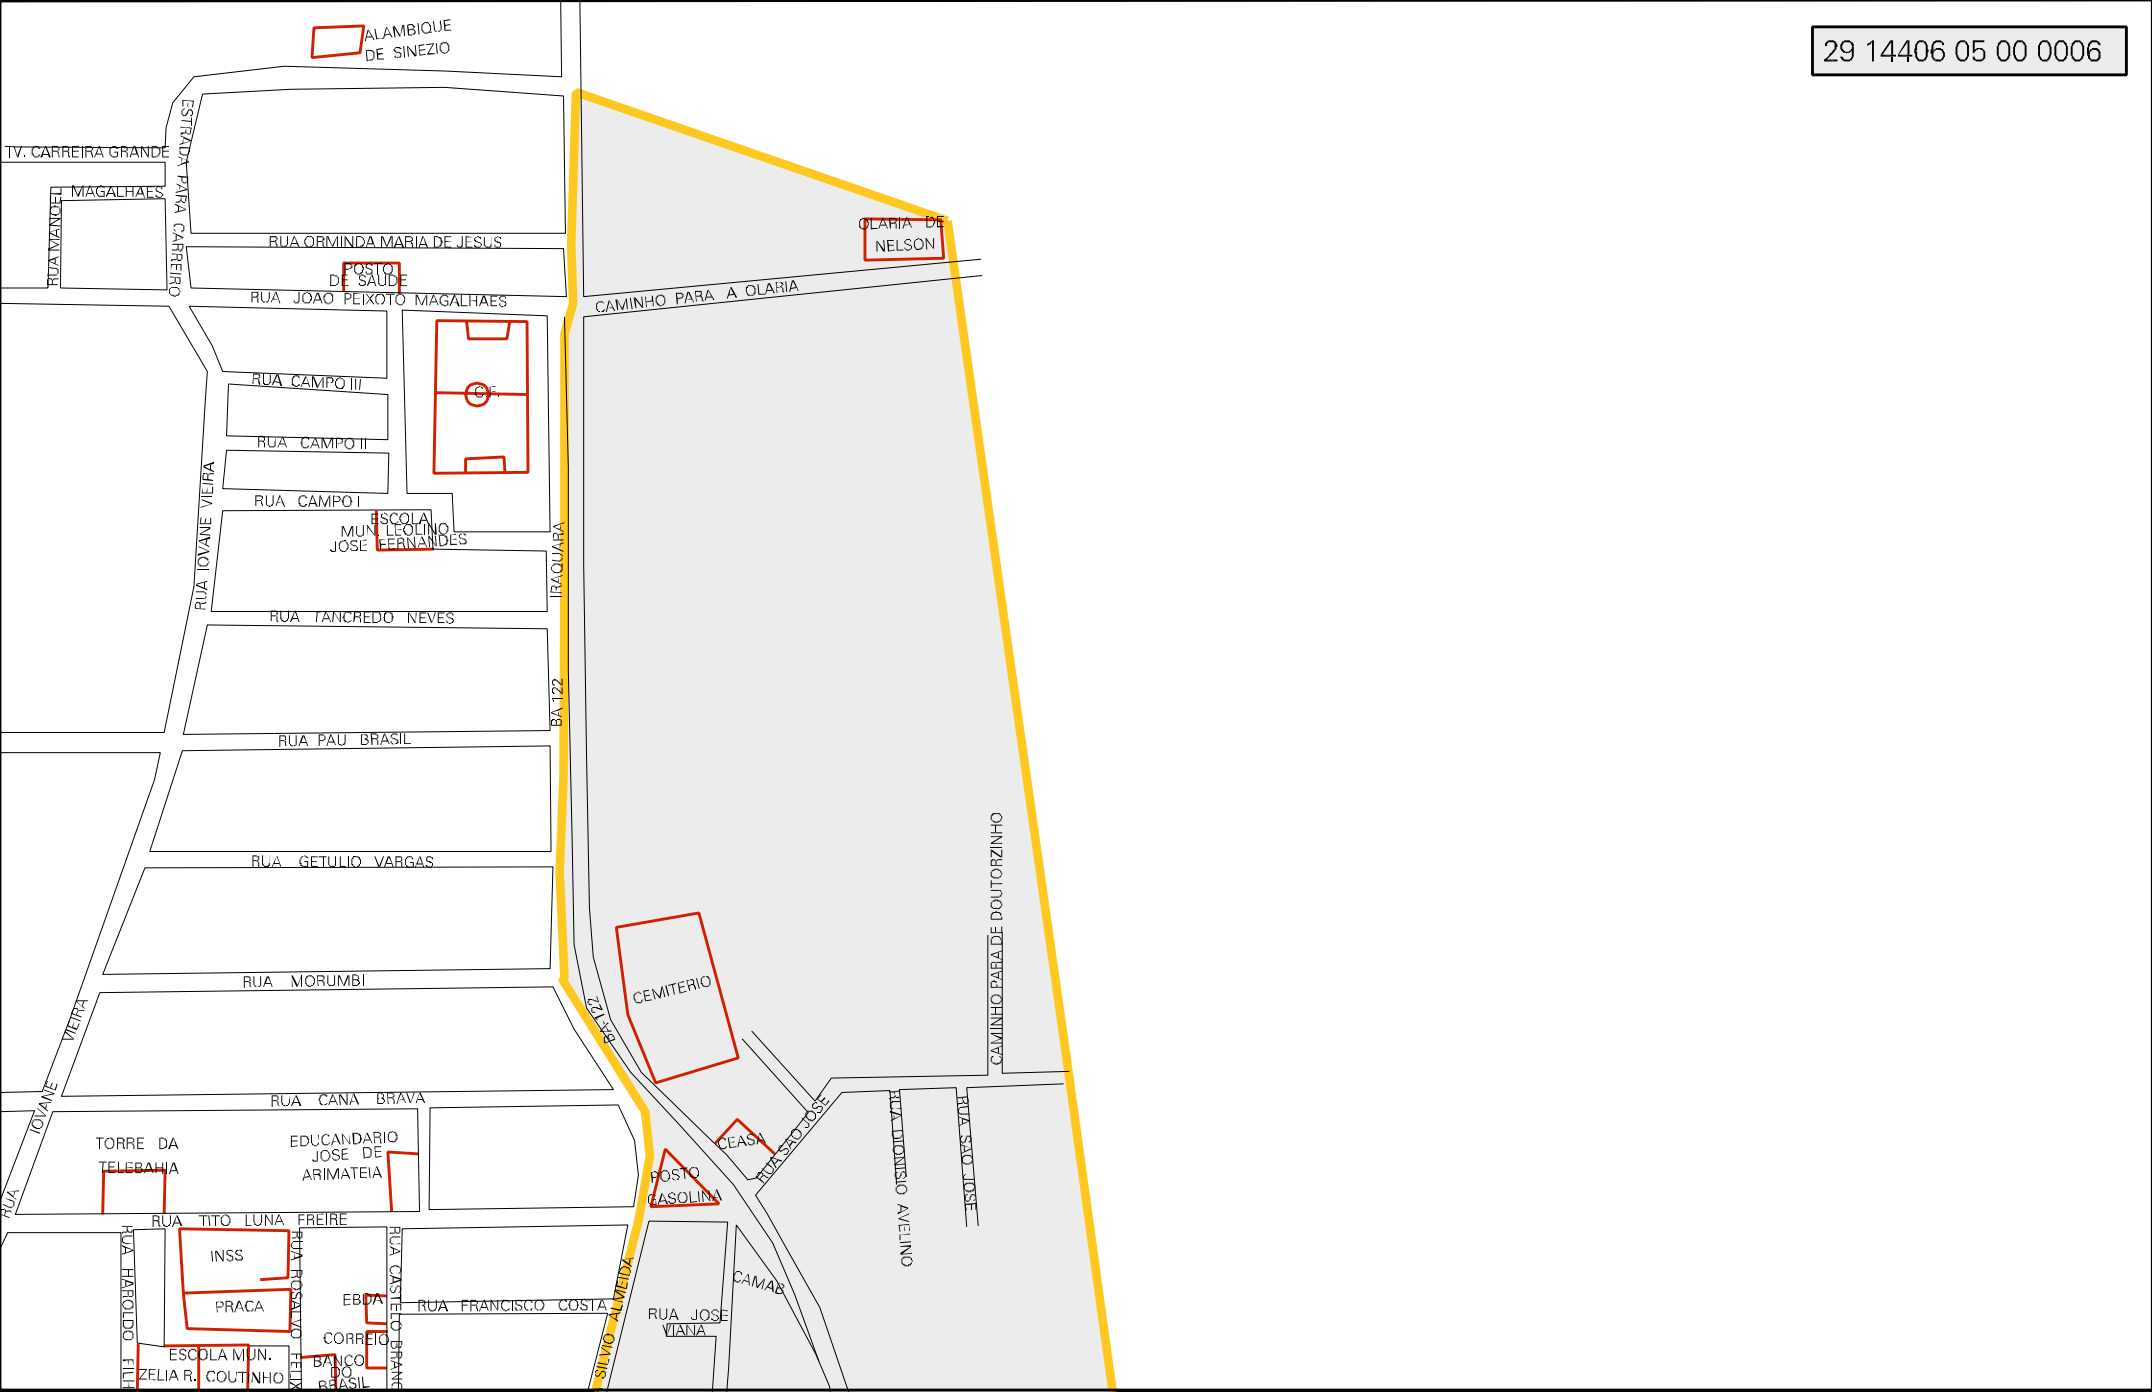 ALAMBIQUE
DE SINEZIO
29 14406 05 00 0006
ESTRADA PARA CARREIRO
TV. CARREIRA GRANDE
MAGALHAES
RUA MANOEL
OLARIA DE
NELSON
RUA ORMINDA MARIA DE JESUS
POSTO
DE SAUDE
RUA JOAO PEIXOTO MAGALHAES
CAMINHO PARA A OLARIA
RUA CAMPO III
C.F.
RUA CAMPO II
RUA IOVANE VIEIRA
RUA CAMPO I
ESCOLA
MUN. LEOLINO
JOSE FERNANDES
IRAQUARA
RUA TANCREDO NEVES
BA 122
RUA PAU BRASIL
RUA GETULIO VARGAS
CAMINHO PARA DE DOUTORZINHO
RUA MORUMBI
CEMITERIO
BA-122
RUA IOVANE VIEIRA
RUA CANA BRAVA
TORRE DA
TELEBAHIA
EDUCANDARIO
JOSE DE
ARIMATEIA
CEASA
RUA SAO JOSE
RUA DIONISIO AVELINO
RUA SAO JOSE
POSTO
GASOLINA
RUA TITO LUNA FREIRE
RUA HAROLDO FILH
INSS
PRACA
RUA ROSALVO FELIX
RUA CASTELO BRANC
EBDA
RUA FRANCISCO COSTA
SILVIO ALMEIDA
CAMAB
RUA JOSE
VIANA
CORREIO
ESCOLA MUN.
ZELIA R. COUTINHO
BANCO
DO
BRASIL